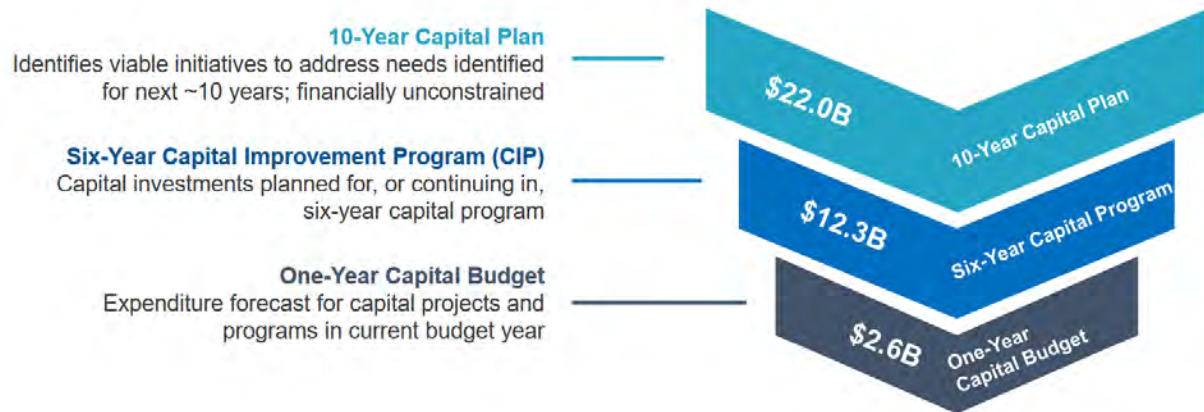 10-Year Capital Plan
Identifies viable initiatives to address needs identified
for next ~10 years; financially unconstrained
Six-Year Capital Improvement Program (CIP)
Capital investments planned for, or continuing in,
six-year capital program
One-Year Capital Budget
Expenditure forecast for capital projects and
programs in current budget year
$22.0B
10-Year Capital Plan
$12.3B
Six-Year Capital Program
$2.6B
One-Year
Capital Budget